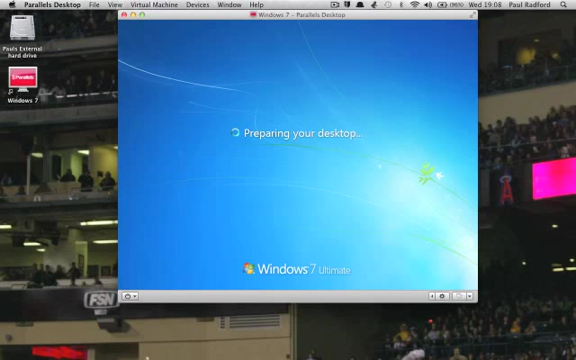 Parallels Desktop File View Virtual Machine Devices Window Help
(96%) Wed 19:08 Paul Radford
Windows 7 – Parallels Desktop
Pauls External
hard drive
Parallels
Windows 7
Preparing your desktop...
Windows 7 Ultimate
FSN